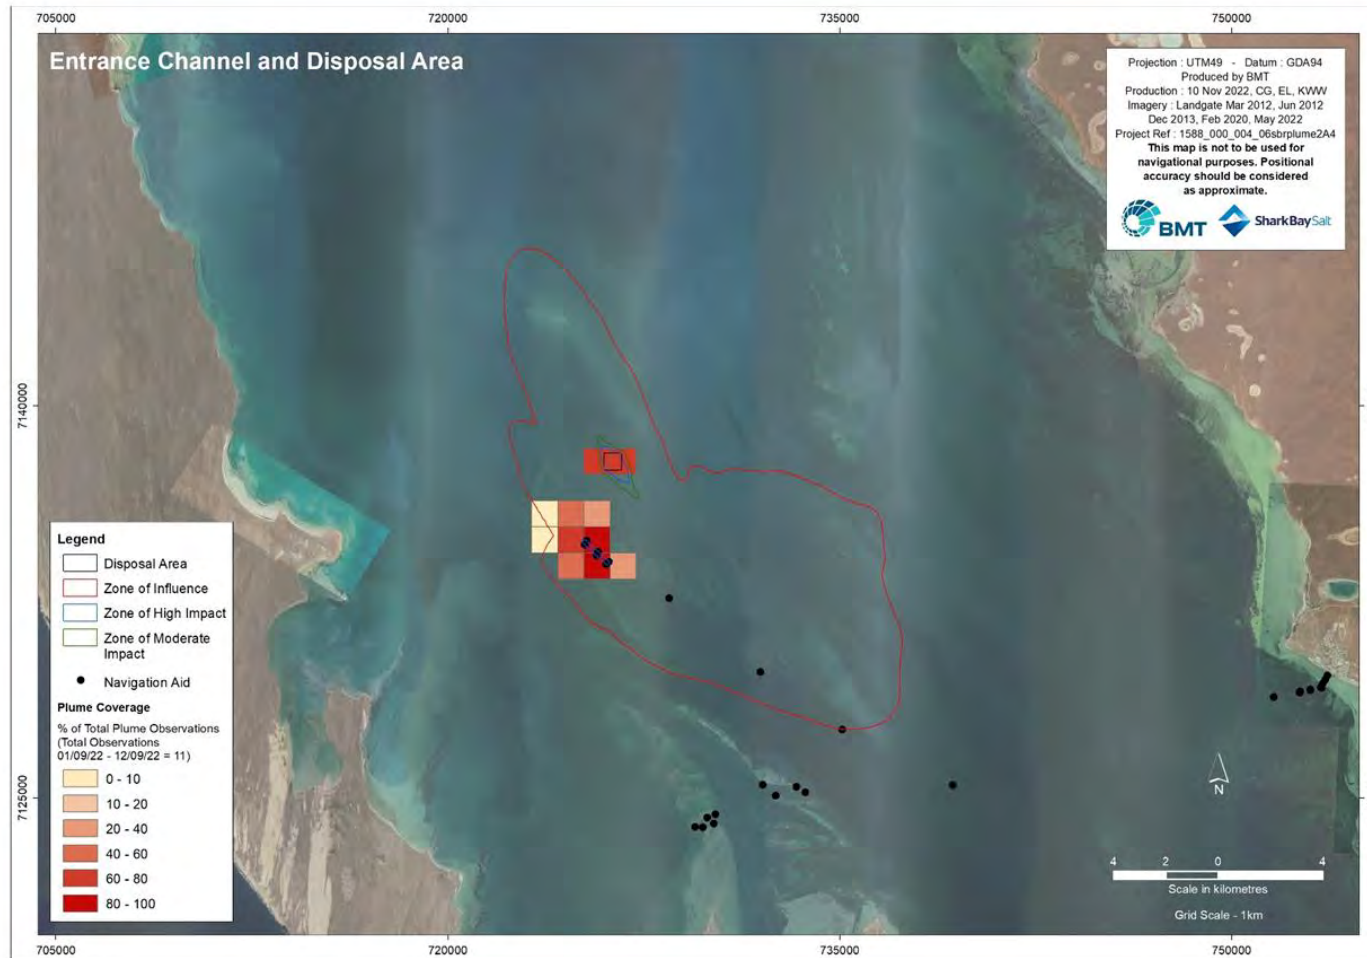 705000
720000
735000
750000
Entrance Channel and Disposal Area
Projection : UTM49 - Datum : GDA94
Produced by BMT
Production : 10 Nov 2022, CG, EL, KWW
Imagery : Landgate Mar 2012, Jun 2012
Dec 2013, Feb 2020, May 2022
Project Ref : 1588_000_004_06sbrplume2A4
This map is not to be used for
navigational purposes. Positional
accuracy should be considered
as approximate.
BMT
SharkBaySalt
7140000
Legend
Disposal Area
Zone of Influence
Zone of High Impact
Zone of Moderate
Impact
Navigation Aid
Plume Coverage
% of Total Plume Observations
(Total Observations
01/09/22 - 12/09/22 = 11)
0 - 10
10 - 20
20 - 40
40 - 60
60 - 80
80 - 100
7125000
N
4 2 0 4
Scale in kilometres
Grid Scale - 1km
705000
720000
735000
750000